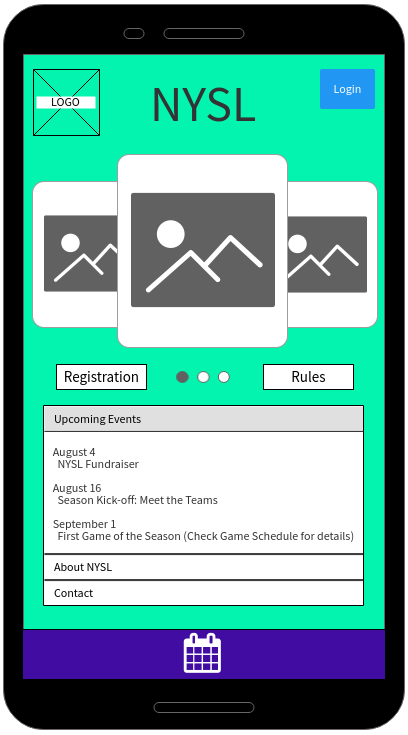 LOGO
NYSL
Login
Registration
Rules
Upcoming Events
August 4
NYSL Fundraiser
August 16
Season Kick-off: Meet the Teams
September 1
First Game of the Season (Check Game Schedule for details)
About NYSL
Contact